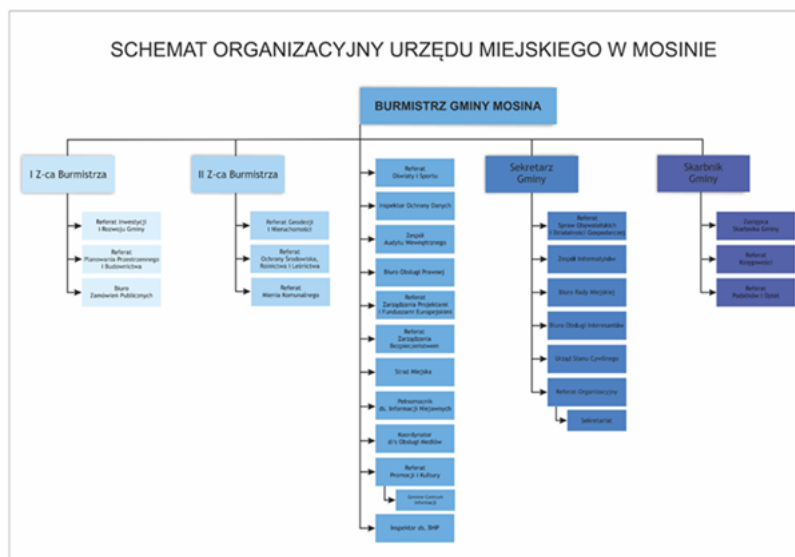 SCHEMAT ORGANIZACYJNY URZĘDU MIEJSKIEGO W MOSINIE
BURMISTRZ GMINY MOSINA
I Z-ca Burmistrza
Referat Inwestycji
i Rozwoju Gminy
Referat
Planowania Przestrzennego
i Budownictwa
Biuro
Zamówień Publicznych
II Z-ca Burmistrza
Referat Geodezji
i Nieruchomości
Referat
Ochrony Środowiska,
Rolnictwa i Leśnictwa
Referat
Mienia Komunalnego
Referat
Oświaty i Sportu
Inspektor Ochrony Danych
Zespół
Audytu Wewnętrznego
Biuro Obsługi Prawnej
Referat
Zarządzania Projektami
i Funduszami Europejskimi
Referat
Zarządzania
Bezpieczeństwem
Straż Miejska
Pełnomocnik
ds. Informacji Niejawnych
Koordynator
d/s Obsługi Mediów
Referat
Promocji i Kultury
Gminne Centrum
Informacji
Inspektor ds. BHP
Sekretarz
Gminy
Referat
Spraw Obywatelskich
i Działalności Gospodarczej
Zespół Informatyków
Biuro Rady Miejskiej
Biuro Obsługi Interesantów
Urząd Stanu Cywilnego
Referat Organizacyjny
Sekretariat
Skarbnik
Gminy
Zastępca
Skarbnika Gminy
Referat
Księgowości
Referat
Podatków i Opłat